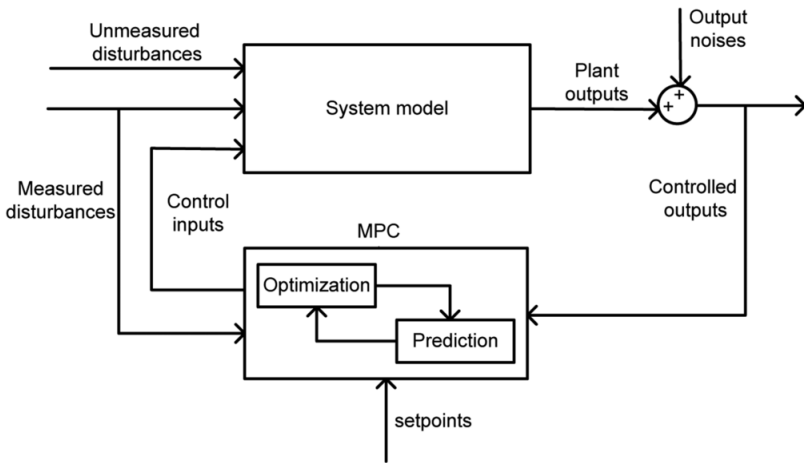 Unmeasured
disturbances
Output
noises
Plant
outputs
System model
+
+
Measured
disturbances
Control
inputs
Controlled
outputs
MPC
Optimization
Prediction
setpoints